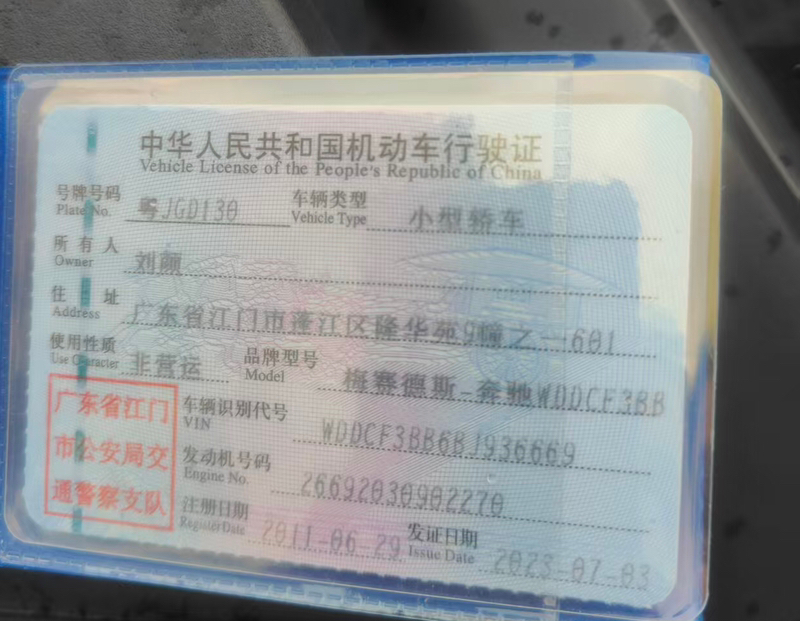 中华人民共和国机动车行驶证
Vehicle License of the People's Republic of China
号牌号码 粤JGD130 车辆类型 小型轿车
Plate No. Vehicle Type
所有人 刘颜
Owner
住址 广东省江门市蓬江区隆华苑9幢之一601
Address
使用性质 非营运 品牌型号 梅赛德斯-奔驰WDDCF3BB
Use Character Model
广东省江门 车辆识别代号 WDDCF3BB6BJ936669
市公安局交 VIN
通警察支队 发动机号码 26692030902270
Engine No.
注册日期 2011-06-29 发证日期 2023-07-03
Register Date Issue Date